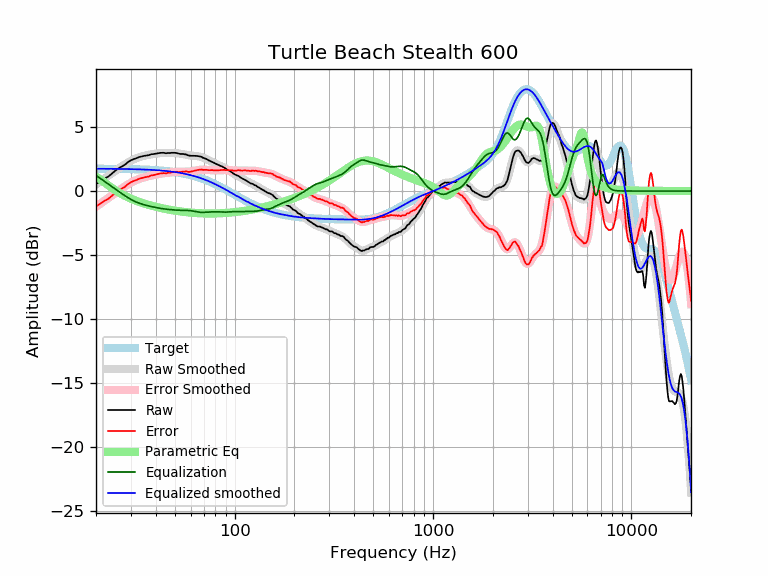 Turtle Beach Stealth 600
Amplitude (dBr)
5
0
−5
−10
−15
−20
−25
Target
Raw Smoothed
Error Smoothed
Raw
Error
Parametric Eq
Equalization
Equalized smoothed
100
1000
10000
Frequency (Hz)